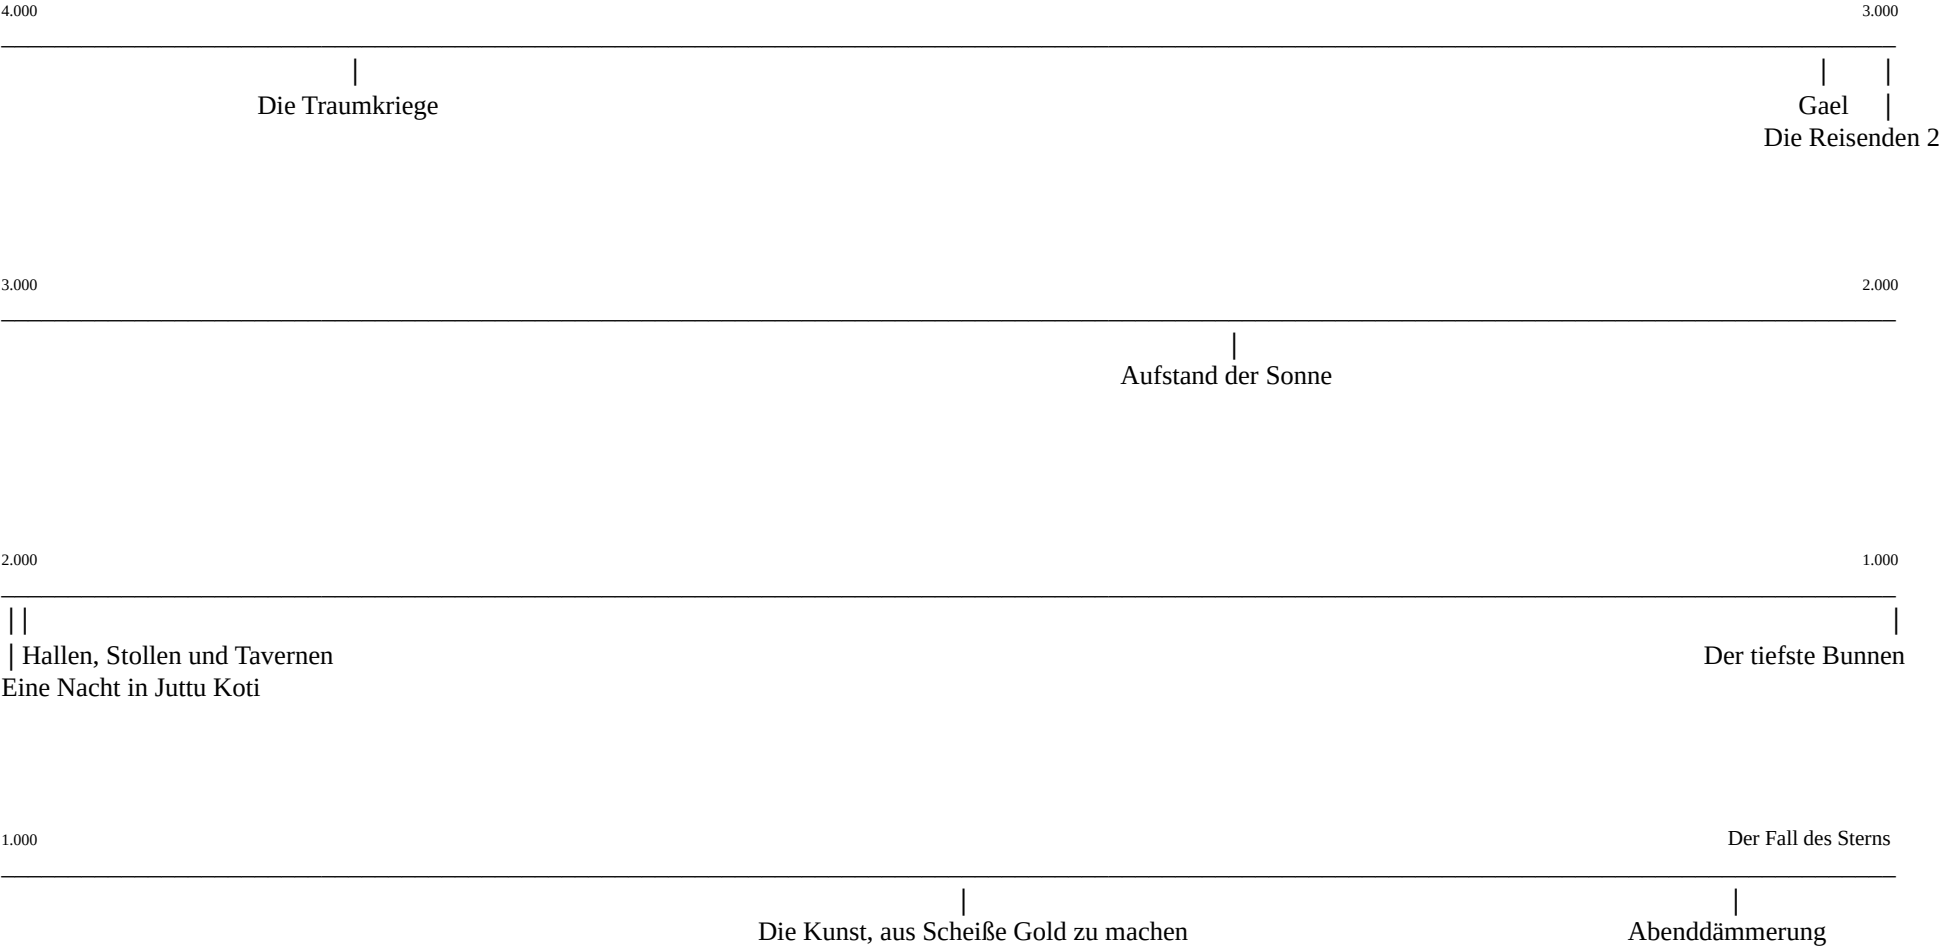 4.000 3.000
Die Traumkriege
Gael
Die Reisenden 2
3.000 2.000
Aufstand der Sonne
2.000 1.000
Hallen, Stollen und Tavernen Der tiefste Bunnen
Eine Nacht in Juttu Koti
1.000 Der Fall des Sterns
Die Kunst, aus Scheiße Gold zu machen Abenddämmerung